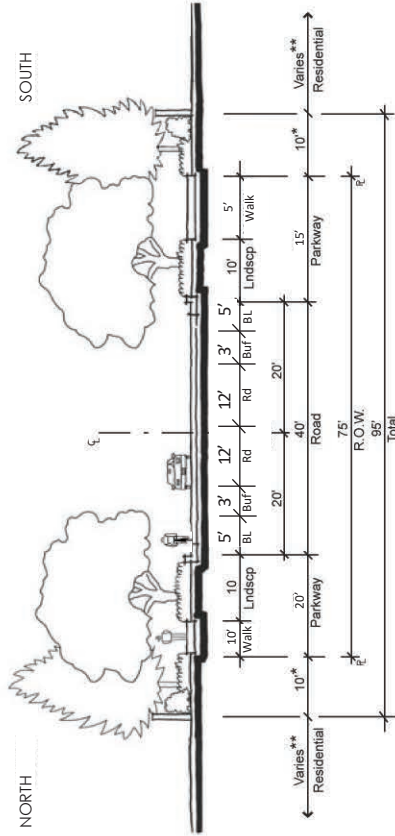 NORTH SOUTH
℄
10' 10 5' 3' 12' 12' 3' 5' 10' 5'
Walk Lndscp BL Buf Rd Rd Buf BL Lndscp Walk
20' 20'
Varies** 10'* 20' 40' 15' 10'* Varies**
Residential Parkway Road Parkway Residential
PL 75' PL
R.O.W.
95'
Total